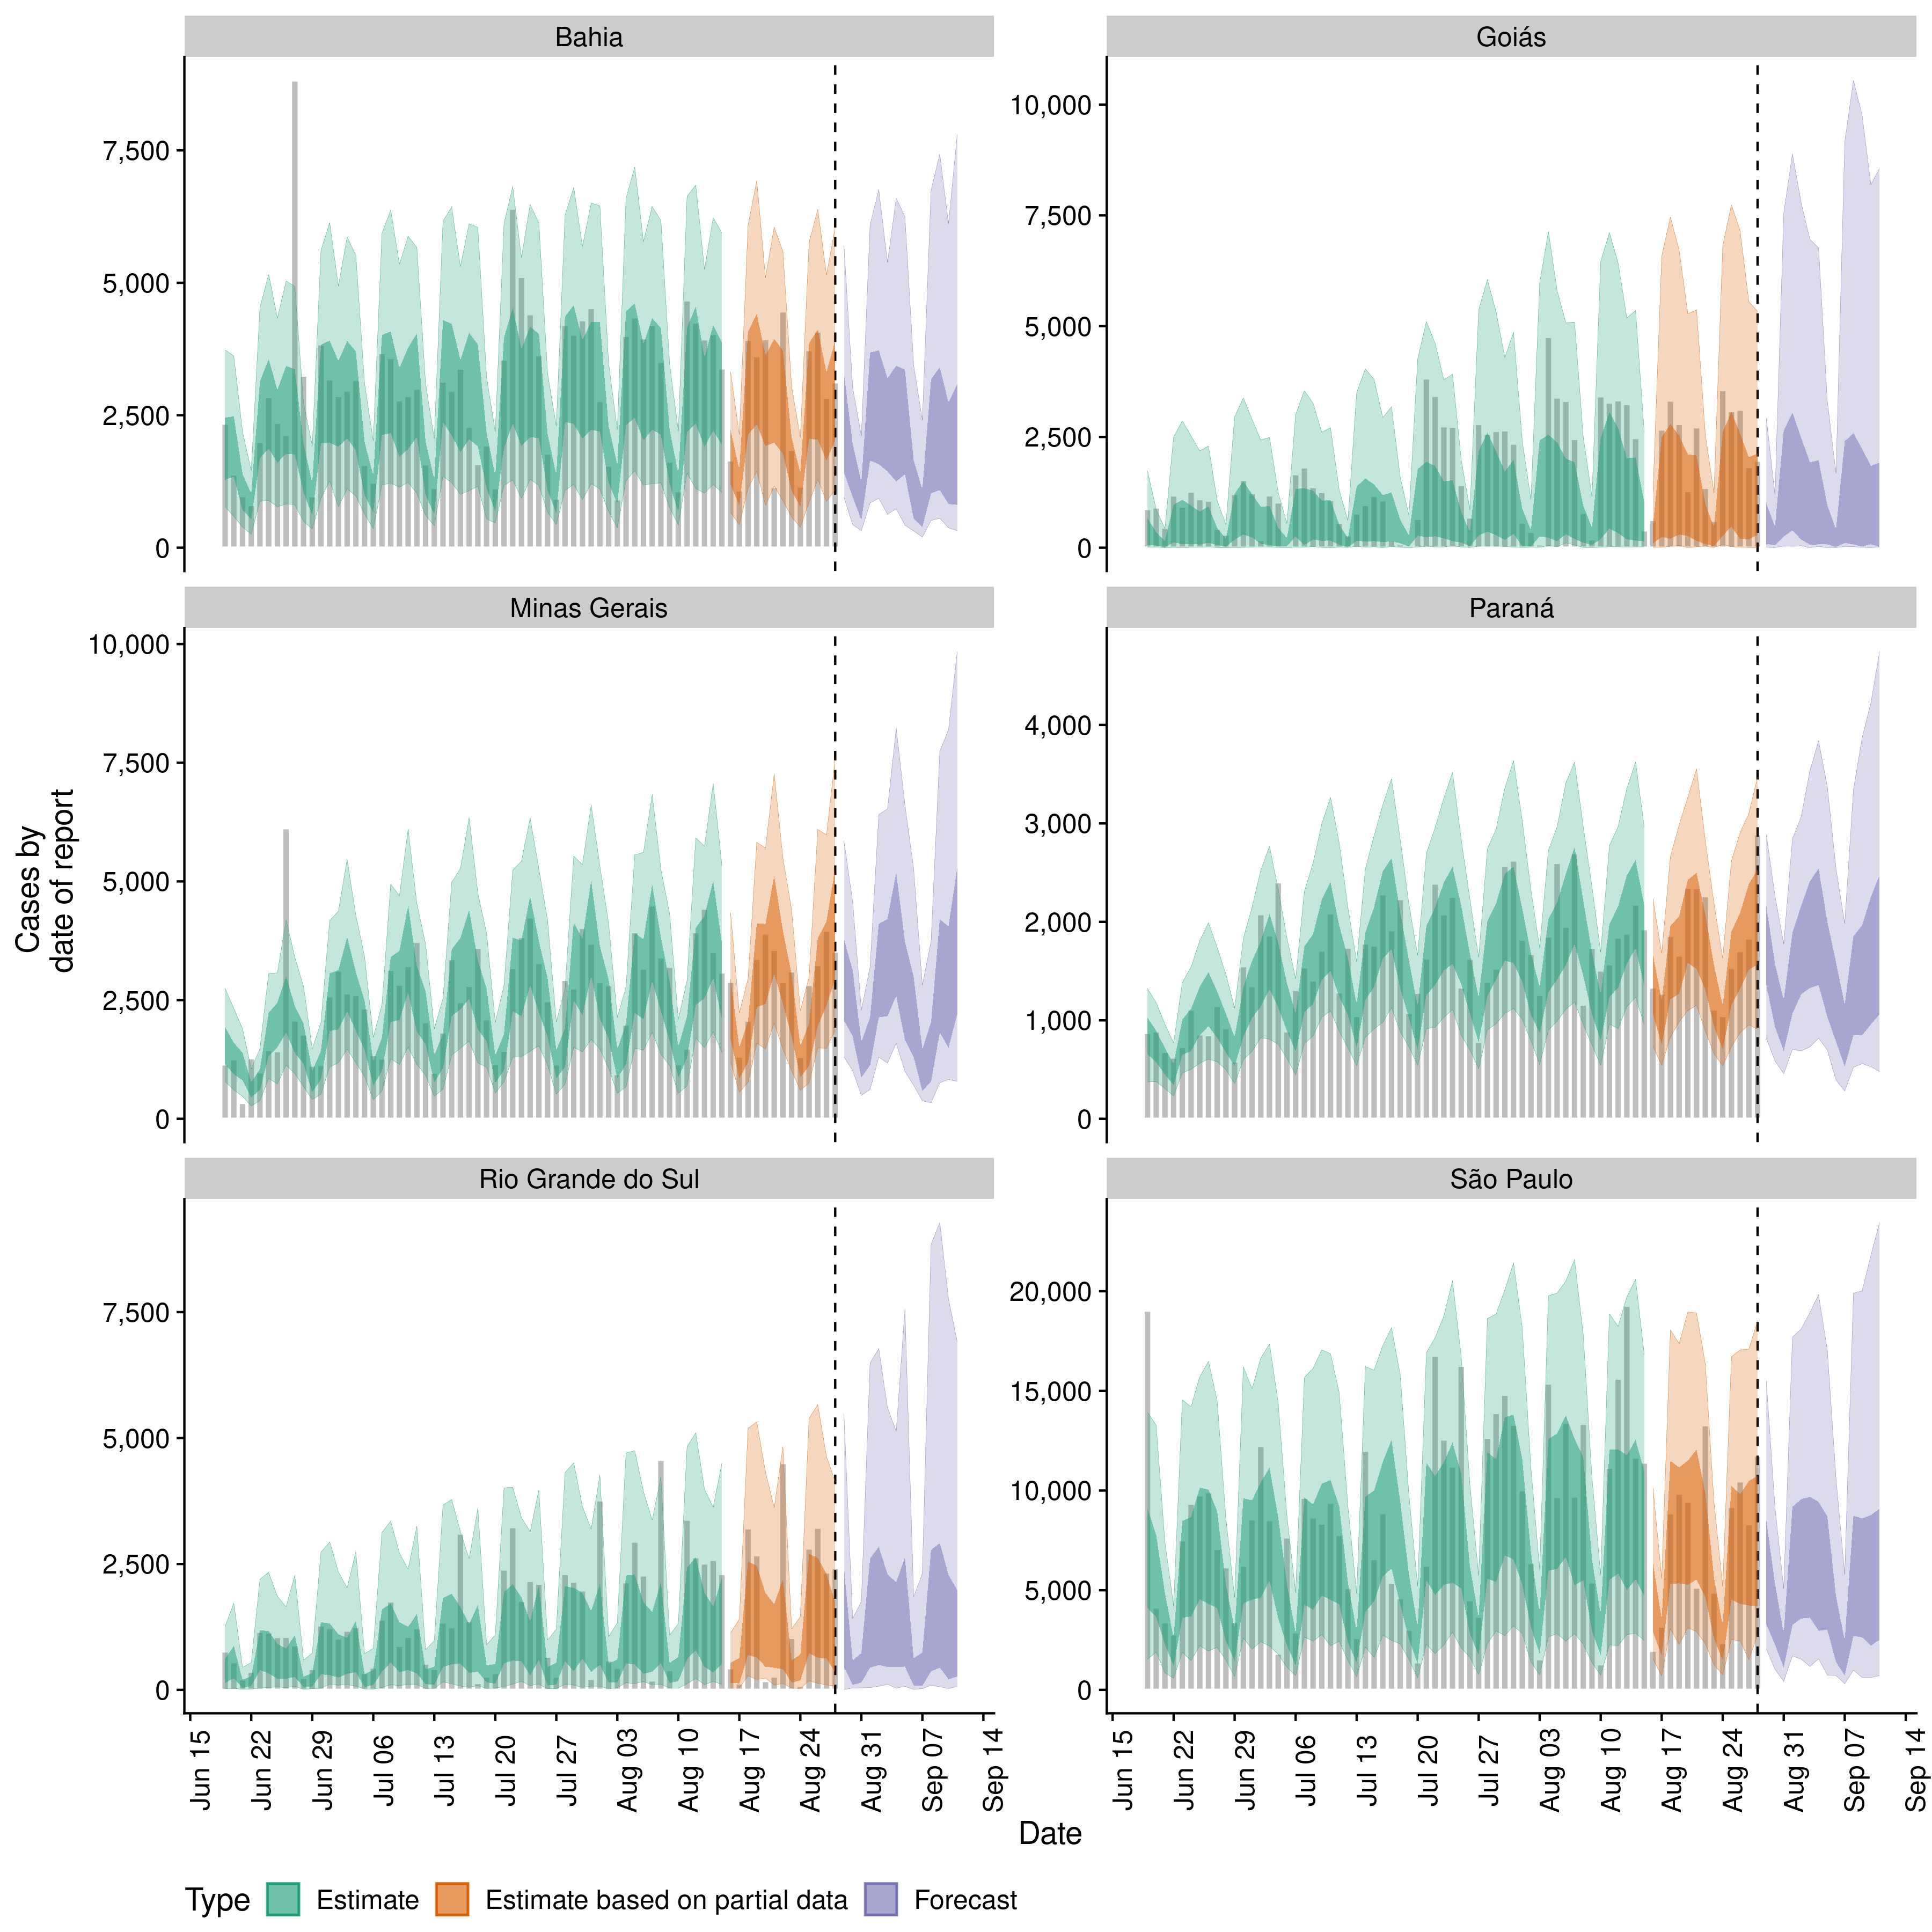 Bahia
Goiás
7,500
5,000
2,500
0
10,000
7,500
5,000
2,500
0
Minas Gerais
Paraná
10,000
7,500
5,000
2,500
0
4,000
3,000
2,000
1,000
0
Cases by
date of report
Rio Grande do Sul
São Paulo
7,500
5,000
2,500
0
20,000
15,000
10,000
5,000
0
Jun 15
Jun 22
Jun 29
Jul 06
Jul 13
Jul 20
Jul 27
Aug 03
Aug 10
Aug 17
Aug 24
Aug 31
Sep 07
Sep 14
Jun 15
Jun 22
Jun 29
Jul 06
Jul 13
Jul 20
Jul 27
Aug 03
Aug 10
Aug 17
Aug 24
Aug 31
Sep 07
Sep 14
Date
Type
Estimate
Estimate based on partial data
Forecast